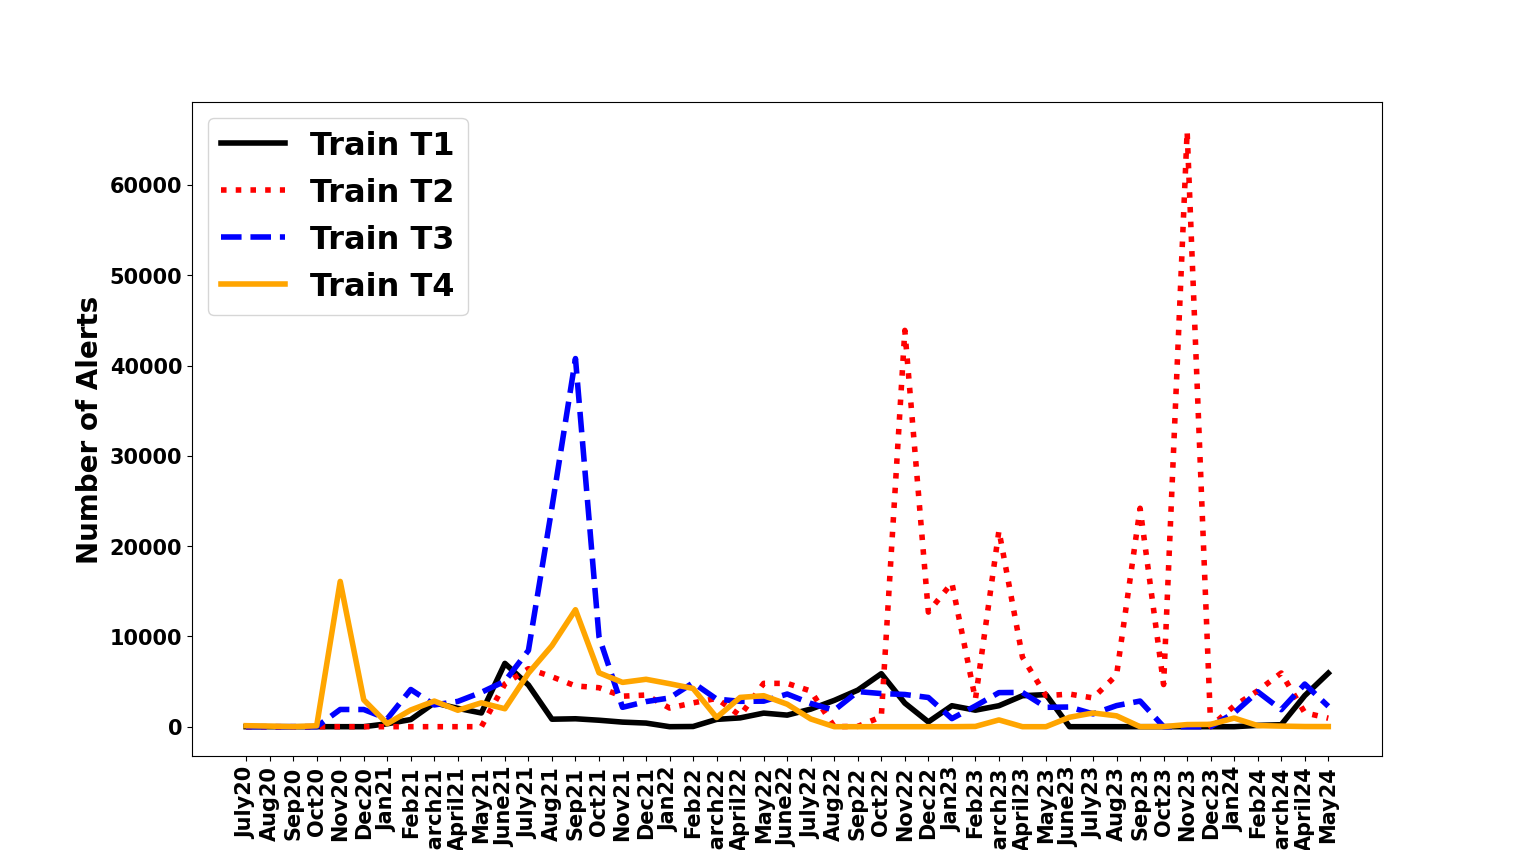 Train T1
Train T2
Train T3
Train T4
Number of Alerts
60000
50000
40000
30000
20000
10000
0
July20
Aug20
Sep20
Oct20
Nov20
Dec20
Jan21
Feb21
arch21
April21
May21
June21
July21
Aug21
Sep21
Oct21
Nov21
Dec21
Jan22
Feb22
arch22
April22
May22
June22
July22
Aug22
Sep22
Oct22
Nov22
Dec22
Jan23
Feb23
arch23
April23
May23
June23
July23
Aug23
Sep23
Oct23
Nov23
Dec23
Jan24
Feb24
arch24
April24
May24